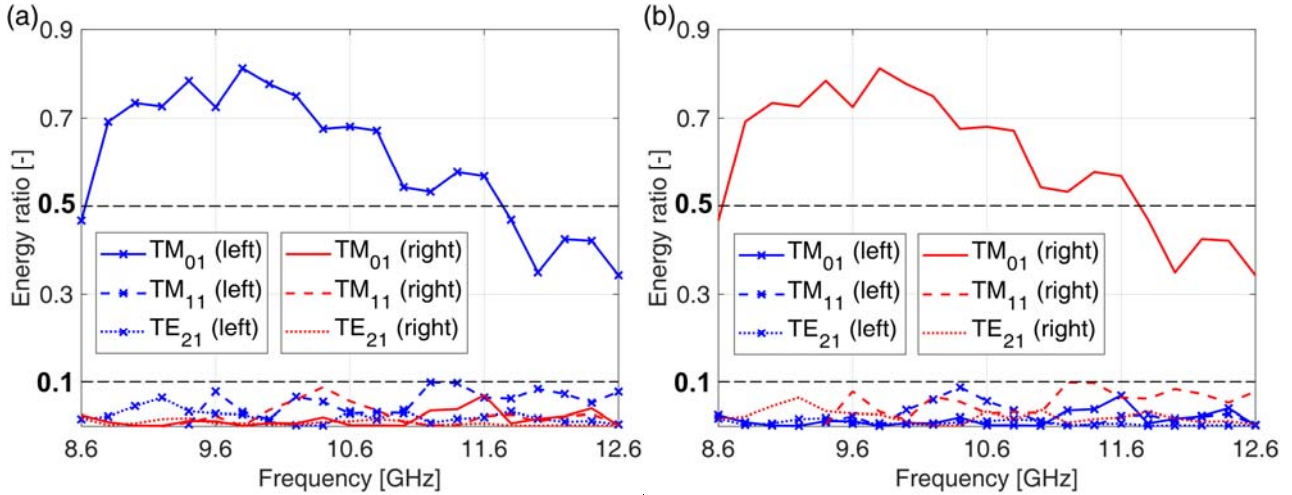 (a)
0.9
0.7
0.5
0.3
0.1
Energy ratio [-]
TM01 (left)
TM11 (left)
TE21 (left)
TM01 (right)
TM11 (right)
TE21 (right)
8.6 9.6 10.6 11.6 12.6
Frequency [GHz]
(b)
0.9
0.7
0.5
0.3
0.1
Energy ratio [-]
TM01 (left)
TM11 (left)
TE21 (left)
TM01 (right)
TM11 (right)
TE21 (right)
8.6 9.6 10.6 11.6 12.6
Frequency [GHz]